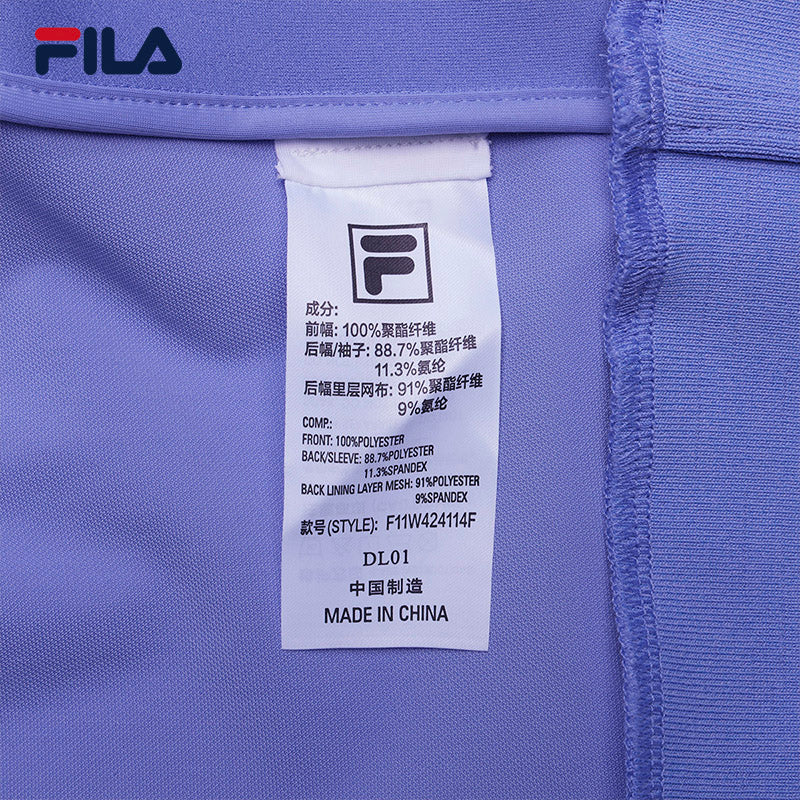 FILA
F
成分:
前幅: 100%聚酯纤维
后幅/袖子: 88.7%聚酯纤维
11.3%氨纶
后幅里层网布: 91%聚酯纤维
9%氨纶
COMP.:
FRONT: 100%POLYESTER
BACK/SLEEVE: 88.7%POLYESTER
11.3%SPANDEX
BACK LINING LAYER MESH: 91%POLYESTER
9%SPANDEX
款号(STYLE): F11W424114F
DL01
中国制造
MADE IN CHINA